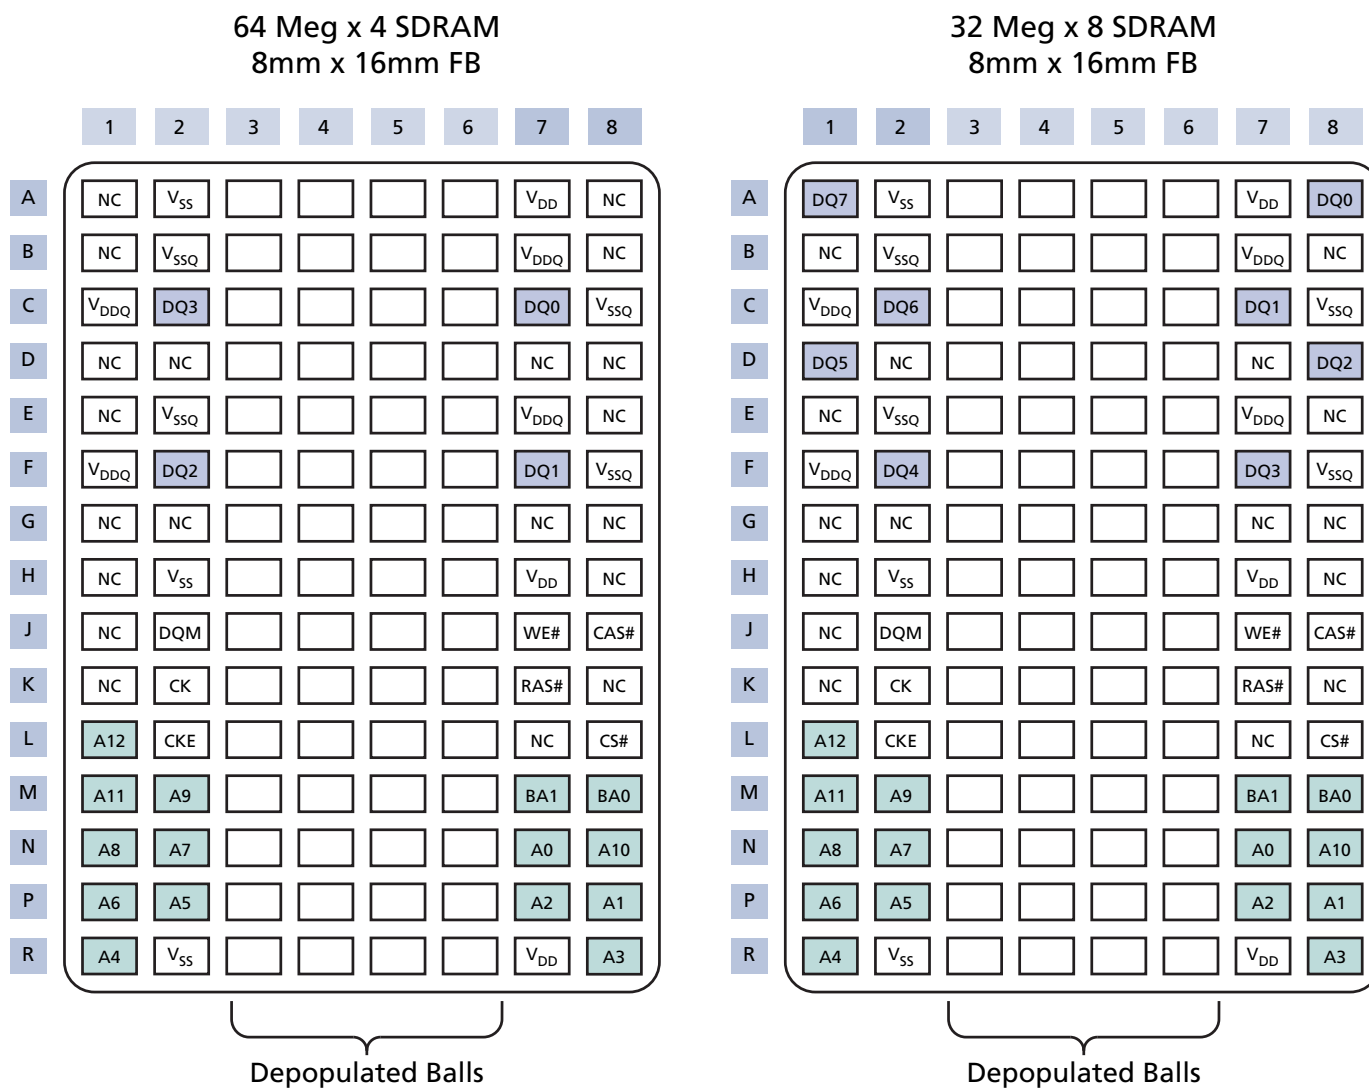 64 Meg x 4 SDRAM
8mm x 16mm FB
1 2 3 4 5 6 7 8
A NC VSS VDD NC
B NC VSSQ VDDQ NC
C VDDQ DQ3 DQ0 VSSQ
D NC NC NC NC
E NC VSSQ VDDQ NC
F VDDQ DQ2 DQ1 VSSQ
G NC NC NC NC
H NC VSS VDD NC
J NC DQM WE# CAS#
K NC CK RAS# NC
L A12 CKE NC CS#
M A11 A9 BA1 BA0
N A8 A7 A0 A10
P A6 A5 A2 A1
R A4 VSS VDD A3
Depopulated Balls
32 Meg x 8 SDRAM
8mm x 16mm FB
1 2 3 4 5 6 7 8
A DQ7 VSS VDD DQ0
B NC VSSQ VDDQ NC
C VDDQ DQ6 DQ1 VSSQ
D DQ5 NC NC DQ2
E NC VSSQ VDDQ NC
F VDDQ DQ4 DQ3 VSSQ
G NC NC NC NC
H NC VSS VDD NC
J NC DQM WE# CAS#
K NC CK RAS# NC
L A12 CKE NC CS#
M A11 A9 BA1 BA0
N A8 A7 A0 A10
P A6 A5 A2 A1
R A4 VSS VDD A3
Depopulated Balls